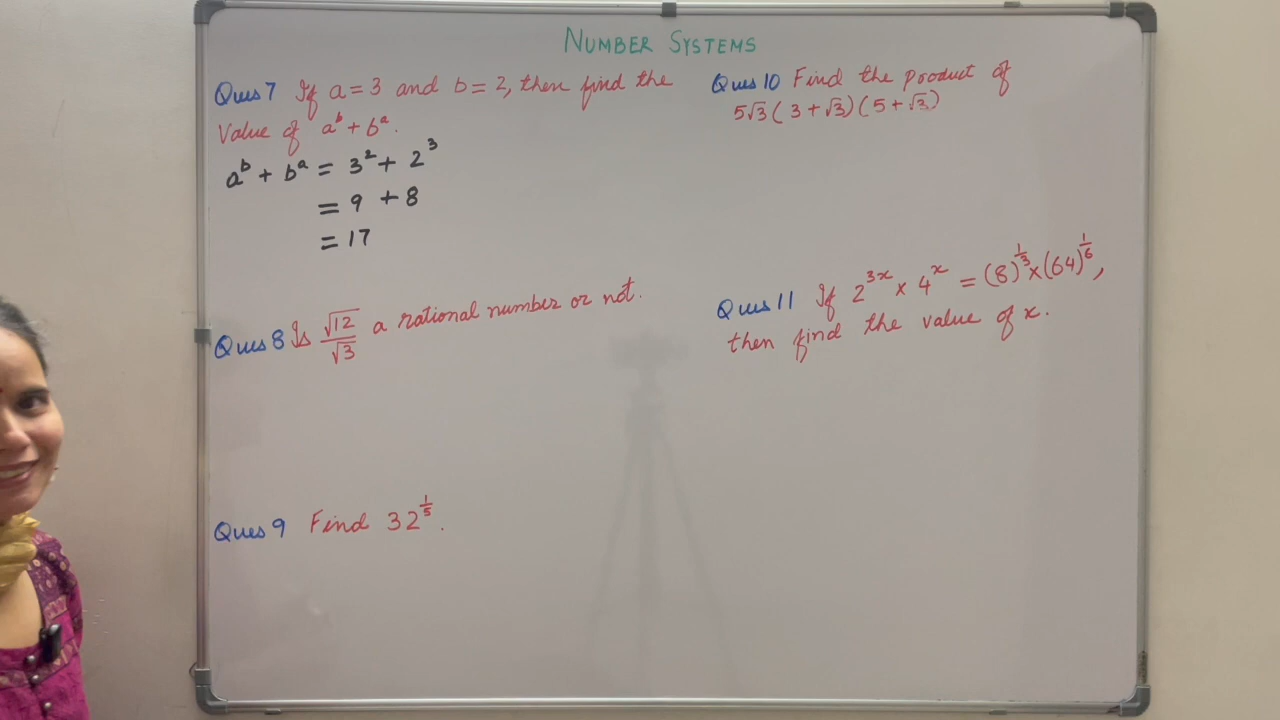 NUMBER SYSTEMS
Ques 7 If a = 3 and b = 2, then find the
Value of a^b + b^a.
a^b + b^a = 3^2 + 2^3
= 9 + 8
= 17
Ques 8 Is √12/√3 a rational number or not.
Ques 9 Find 32^(1/5).
Ques 10 Find the product of
5√3 (3 + √3) (5 + √3)
Ques 11 If 2^(3x) × 4^x = (8)^(1/3) × (64)^(1/6),
then find the value of x.